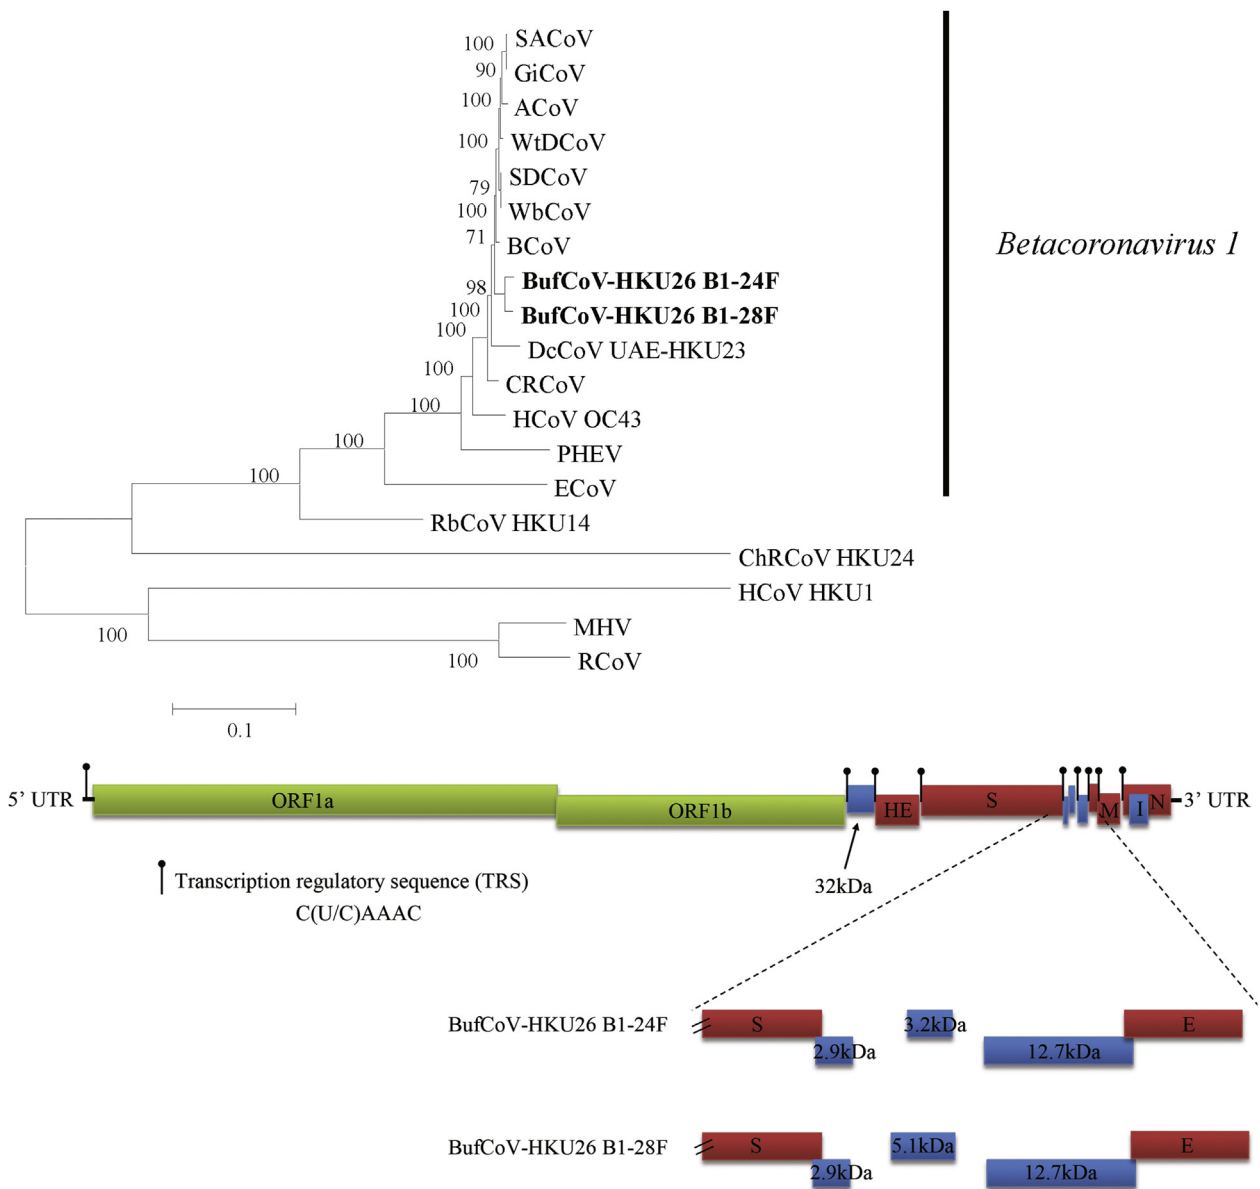 100 SACoV
90 GiCoV
100 ACoV
100 WtDCoV
SDCoV
79
100 WbCoV
71 BCoV
Betacoronavirus 1
BufCoV-HKU26 B1-24F
98
100 BufCoV-HKU26 B1-28F
100
DcCoV UAE-HKU23
100
CRCoV
100
HCoV OC43
100
PHEV
100
ECoV
RbCoV HKU14
ChRCoV HKU24
HCoV HKU1
100
MHV
100 RCoV
0.1
5’ UTR ORF1a ORF1b HE S M I N 3’ UTR
32kDa
Transcription regulatory sequence (TRS)
C(U/C)AAAC
BufCoV-HKU26 B1-24F S 3.2kDa E
2.9kDa 12.7kDa
BufCoV-HKU26 B1-28F S 5.1kDa E
2.9kDa 12.7kDa